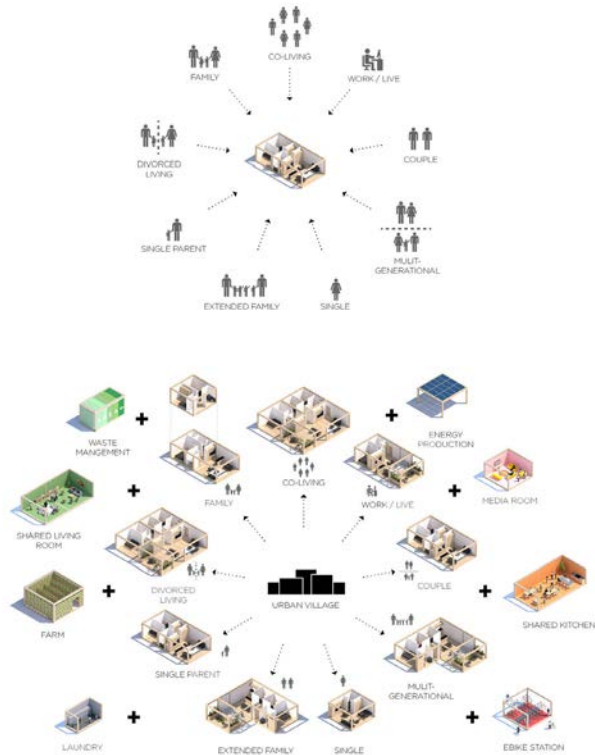 CO-LIVING
FAMILY
WORK / LIVE
DIVORCED
LIVING
COUPLE
SINGLE PARENT
MULIT-
GENERATIONAL
EXTENDED FAMILY
SINGLE
WASTE
MANGEMENT
ENERGY
PRODUCTION
CO-LIVING
FAMILY
WORK / LIVE
MEDIA ROOM
SHARED LIVING
ROOM
DIVORCED
LIVING
URBAN VILLAGE
COUPLE
FARM
SHARED KITCHEN
SINGLE PARENT
MULIT-
GENERATIONAL
LAUNDRY
EXTENDED FAMILY
SINGLE
EBIKE STATION